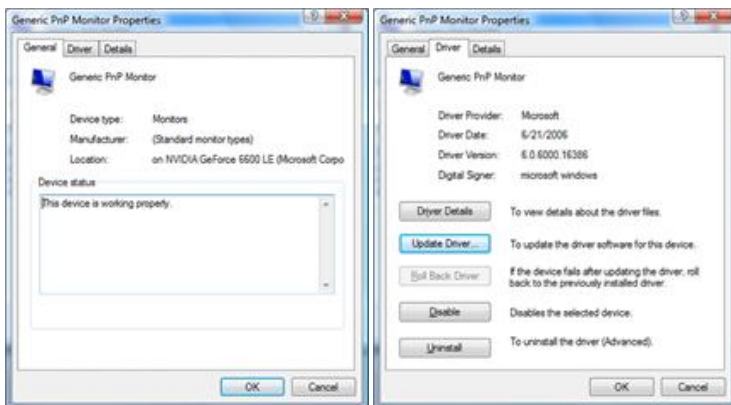 Generic PnP Monitor Properties
General Driver Details
Generic PnP Monitor
Device type: Monitors
Manufacturer: (Standard monitor types)
Location: on NVIDIA GeForce 6600 LE (Microsoft Corpo
Device status
This device is working properly.
OK Cancel
Generic PnP Monitor Properties
General Driver Details
Generic PnP Monitor
Driver Provider: Microsoft
Driver Date: 6/21/2006
Driver Version: 6.0.6000.16386
Digital Signer: microsoft windows
Driver Details To view details about the driver files.
Update Driver... To update the driver software for this device.
Roll Back Driver If the device fails after updating the driver, roll
back to the previously installed driver.
Disable Disables the selected device.
Uninstall To uninstall the driver (Advanced).
OK Cancel